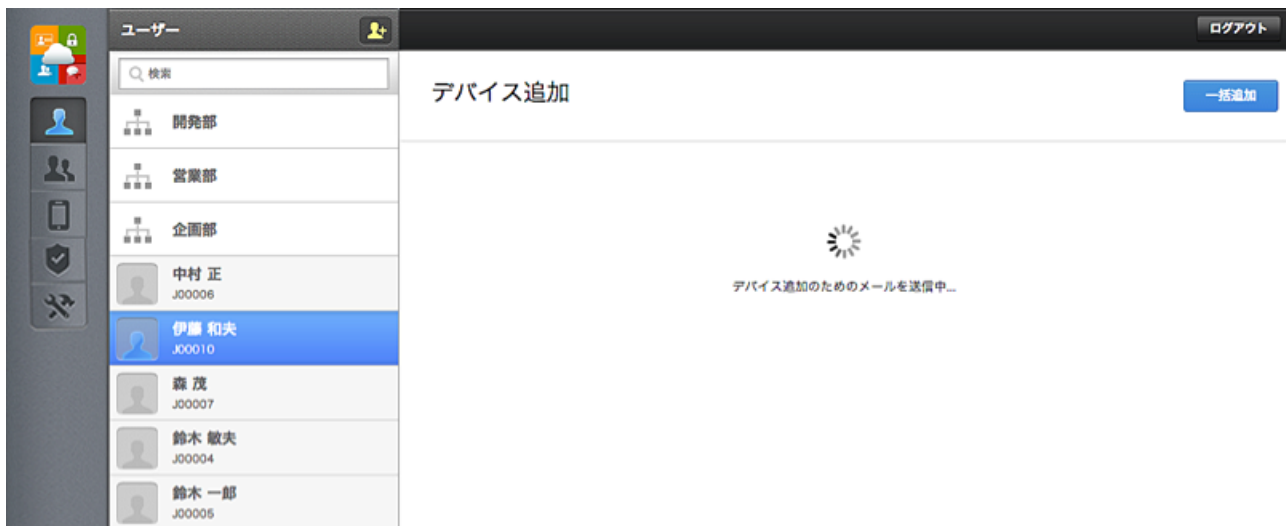 ユーザー
ログアウト
検索
デバイス追加
一括追加
開発部
営業部
企画部
中村 正
J00006
伊藤 和夫
J00010
森 茂
J00007
鈴木 敏夫
J00004
鈴木 一郎
J00005
デバイス追加のためのメールを送信中...